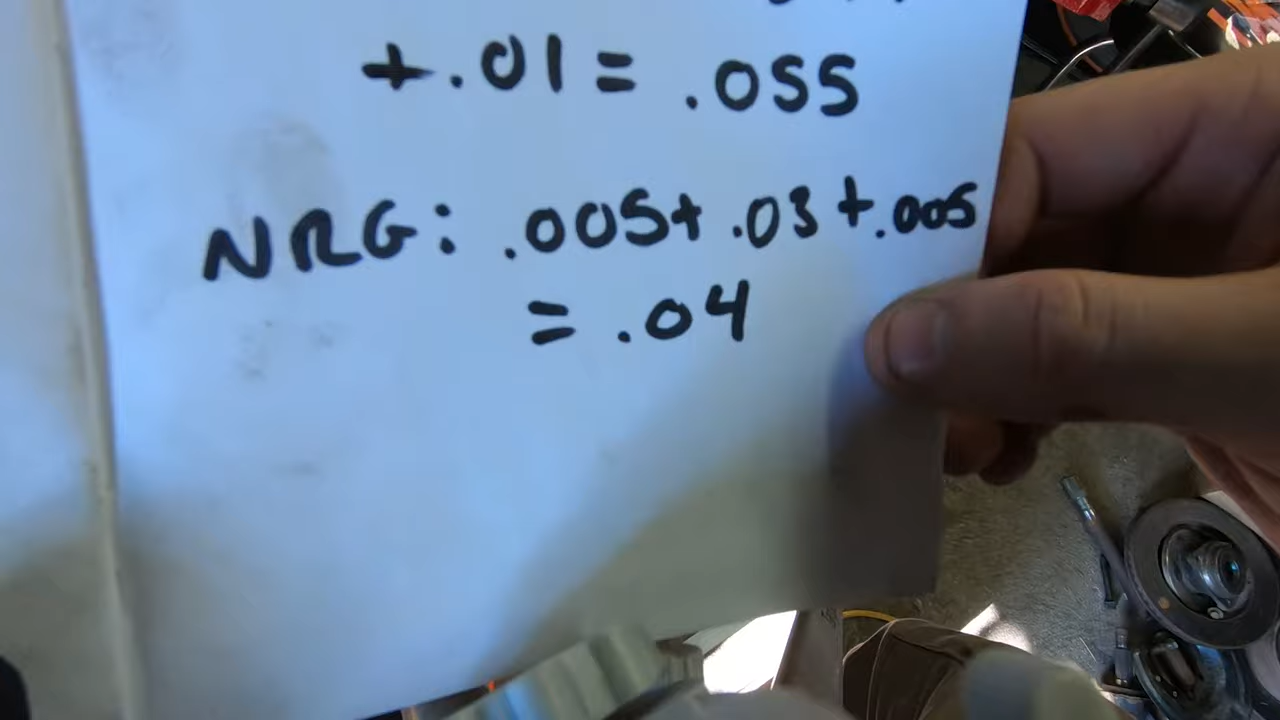 +.01 = .055
NRG: .005+ .03 +.005
= .04